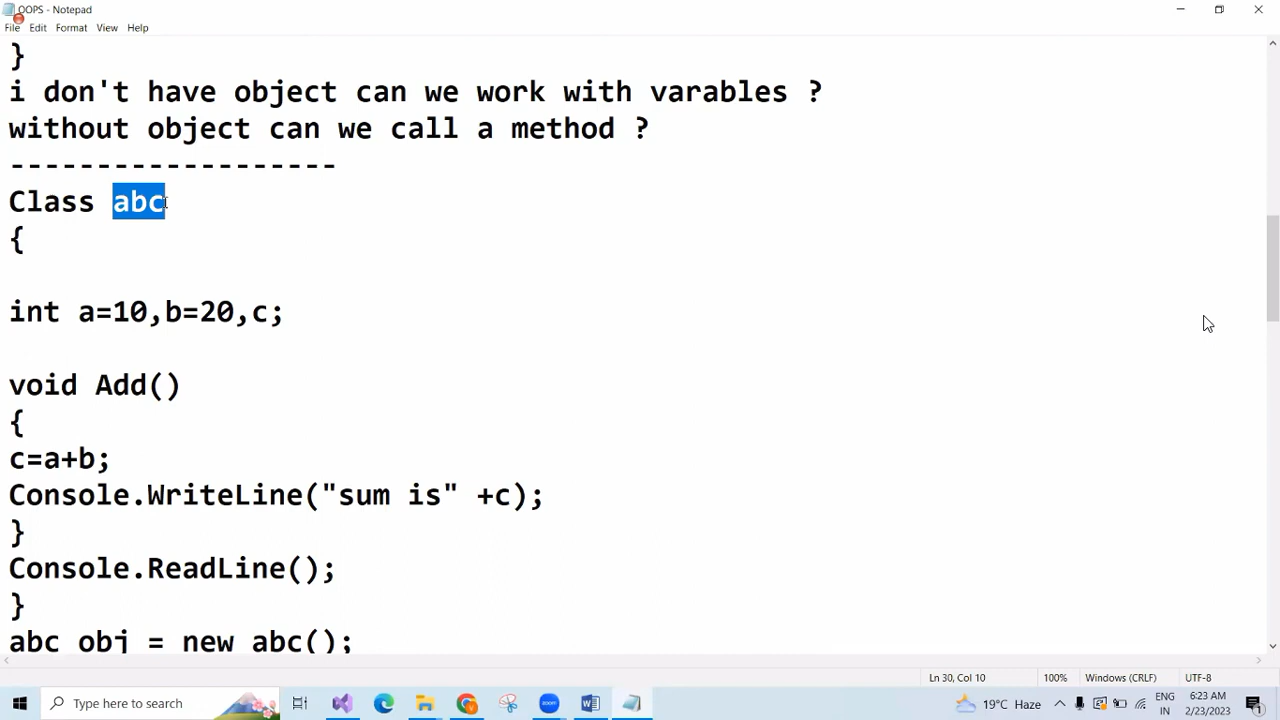 OOPS - Notepad
File Edit Format View Help
}
i don't have object can we work with varables ?
without object can we call a method ?
-------------------
Class abc
{
int a=10,b=20,c;
void Add()
{
c=a+b;
Console.WriteLine("sum is" +c);
}
Console.ReadLine();
}
abc obj = new abc();
Ln 30, Col 10 100% Windows (CRLF) UTF-8
Type here to search
zoom
19°C Haze
ENG
IN
6:23 AM
2/23/2023
1